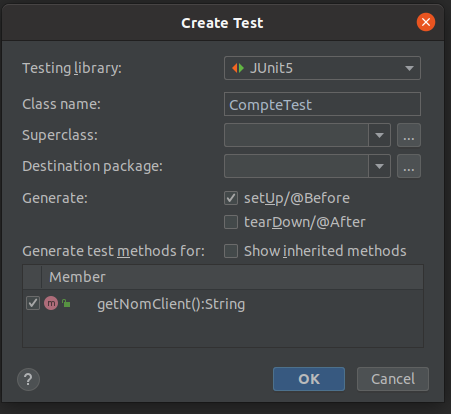 Create Test
Testing library: JUnit5
Class name: CompteTest
Superclass: ...
Destination package: ...
Generate: setUp/@Before
tearDown/@After
Generate test methods for: Show inherited methods
Member
m getNomClient():String
? OK Cancel